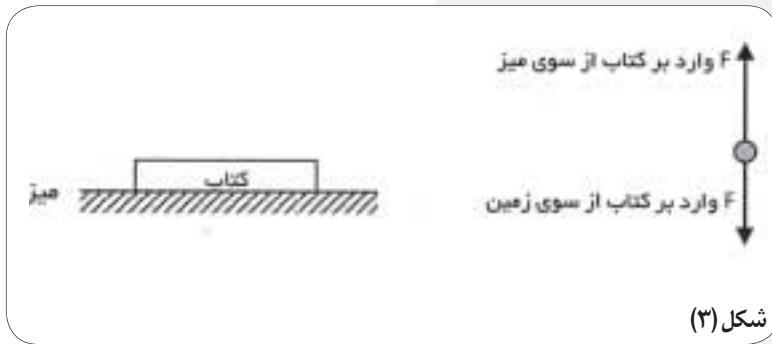 F وارد بر کتاب از سوی میز
کتاب
میز
F وارد بر کتاب از سوی زمین
شکل (۳)